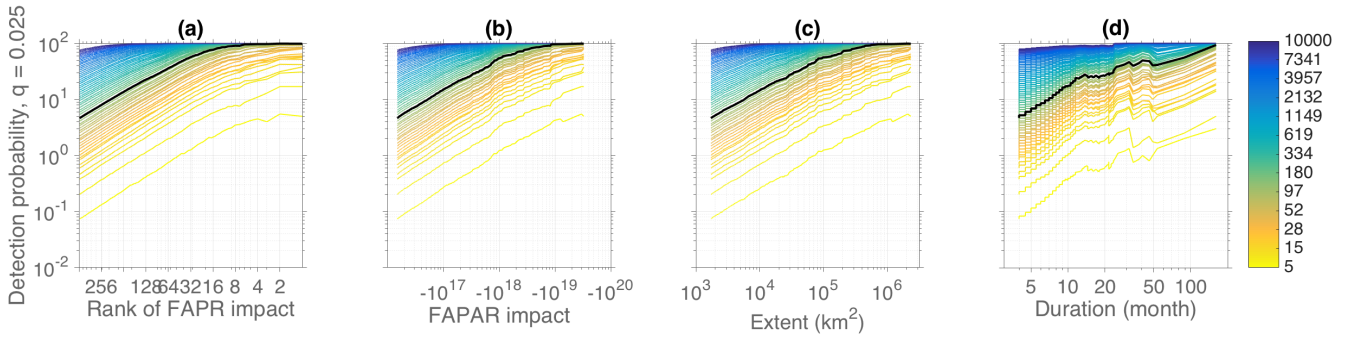 (a)
(b)
(c)
(d)
Detection probability, q = 0.025
10^2
10^1
10^0
10^-1
10^-2
256 128 64 32 16 8 4 2
Rank of FAPR impact
-10^17 -10^18 -10^19 -10^20
FAPAR impact
10^3 10^4 10^5 10^6
Extent (km^2)
5 10 20 50 100
Duration (month)
10000
7341
3957
2132
1149
619
334
180
97
52
28
15
5